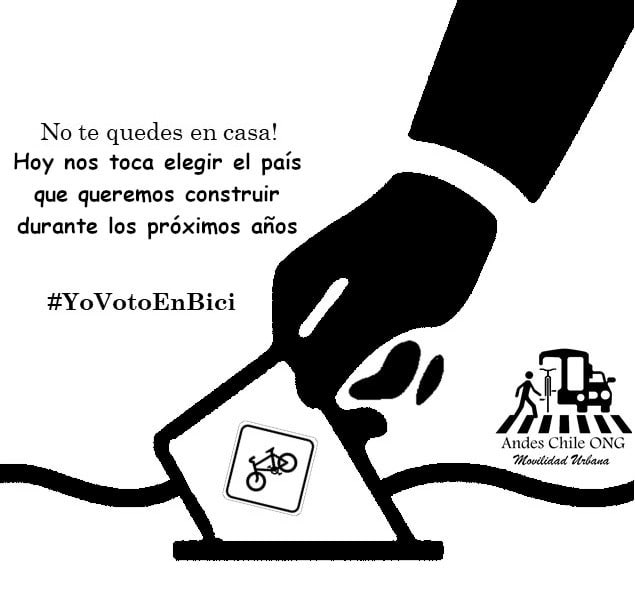 No te quedes en casa!
Hoy nos toca elegir el país
que queremos construir
durante los próximos años
#YoVotoEnBici
Andes Chile ONG
Movilidad Urbana